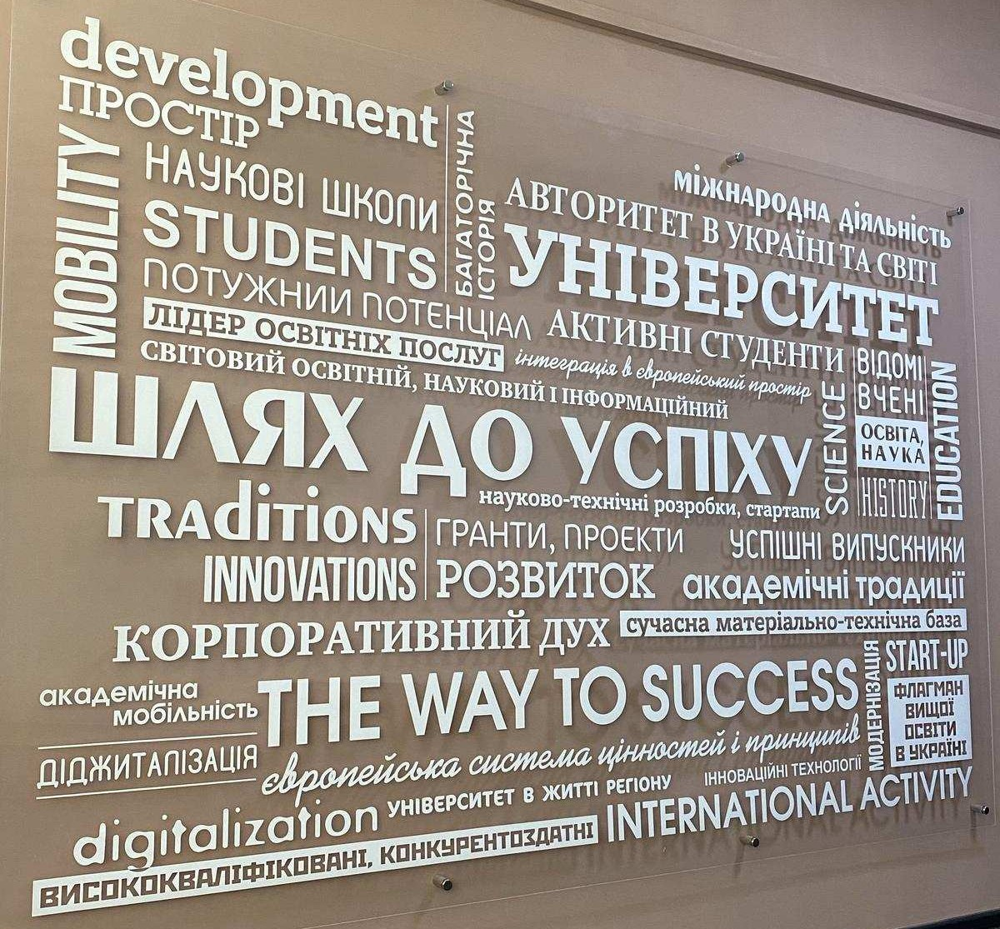 development
ПРОСТІР
MOBILITY
НАУКОВІ ШКОЛИ
STUDENTS
ПОТУЖНИЙ ПОТЕНЦІАЛ
БАГАТОРІЧНА
ІСТОРІЯ
ЛІДЕР ОСВІТНІХ ПОСЛУГ
СВІТОВИЙ ОСВІТНІЙ, НАУКОВИЙ І ІНФОРМАЦІЙНИЙ
міжнародна діяльність
АВТОРИТЕТ В УКРАЇНІ ТА СВІТІ
УНІВЕРСИТЕТ
АКТИВНІ СТУДЕНТИ
інтеграція в європейський простір
SCIENCE
ВІДОМІ
ВЧЕНІ
ОСВІТА,
НАУКА
HISTORY
EDUCATION
ШЛЯХ ДО УСПІХУ
науково-технічні розробки, стартапи
TRADITIONS
INNOVATIONS
ГРАНТИ, ПРОЕКТИ
РОЗВИТОК
УСПІШНІ ВИПУСКНИКИ
академічні традиції
КОРПОРАТИВНИЙ ДУХ
сучасна матеріально-технічна база
академічна
мобільність
THE WAY TO SUCCESS
МОДЕРНІЗАЦІЯ
START-UP
ФЛАГМАН
ВИЩОЇ
ОСВІТИ
В УКРАЇНІ
ДІДЖИТАЛІЗАЦІЯ
європейська система цінностей і принципів
ІННОВАЦІЙНІ ТЕХНОЛОГІЇ
digitalization
УНІВЕРСИТЕТ В ЖИТТІ РЕГІОНУ
INTERNATIONAL ACTIVITY
ВИСОКОКВАЛІФІКОВАНІ, КОНКУРЕНТОЗДАТНІ